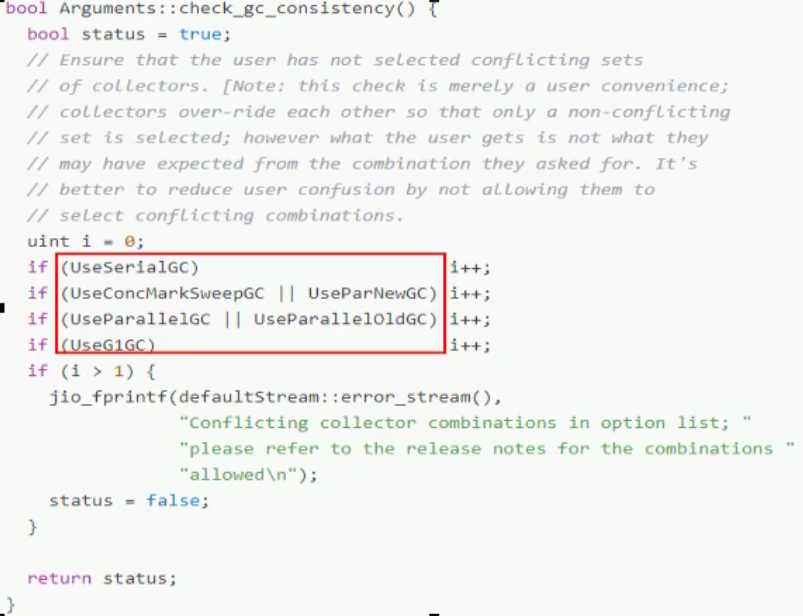 bool Arguments::check_gc_consistency() {
  bool status = true;
  // Ensure that the user has not selected conflicting sets
  // of collectors. [Note: this check is merely a user convenience;
  // collectors over-ride each other so that only a non-conflicting
  // set is selected; however what the user gets is not what they
  // may have expected from the combination they asked for. It's
  // better to reduce user confusion by not allowing them to
  // select conflicting combinations.
  uint i = 0;
  if (UseSerialGC)                       i++;
  if (UseConcMarkSweepGC || UseParNewGC) i++;
  if (UseParallelGC || UseParallelOldGC) i++;
  if (UseG1GC)                           i++;
  if (i > 1) {
    jio_fprintf(defaultStream::error_stream(),
                "Conflicting collector combinations in option list; "
                "please refer to the release notes for the combinations "
                "allowed\n");
    status = false;
  }
  return status;
}